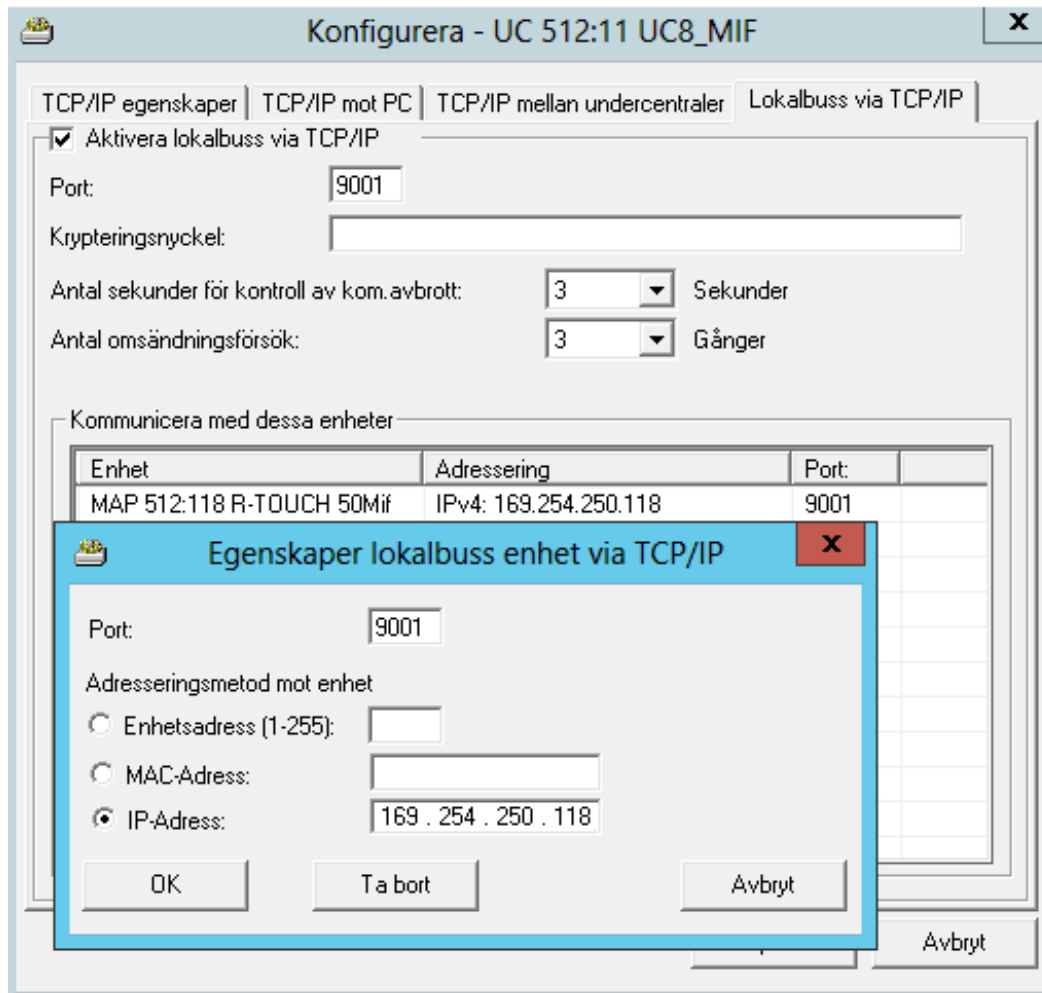 Konfigurera - UC 512:11 UC8_MIF
x
TCP/IP egenskaper
TCP/IP mot PC
TCP/IP mellan undercentraler
Lokalbuss via TCP/IP
Aktivera lokalbuss via TCP/IP
Port: 9001
Krypteringsnyckel:
Antal sekunder för kontroll av kom.avbrott: 3 Sekunder
Antal omsändningsförsök: 3 Gånger
Kommunicera med dessa enheter
Enhet Adressering Port:
MAP 512:118 R-TOUCH 50Mif IPv4: 169.254.250.118 9001
Egenskaper lokalbuss enhet via TCP/IP
x
Port: 9001
Adresseringsmetod mot enhet
Enhetsadress (1-255):
MAC-Adress:
IP-Adress: 169 . 254 . 250 . 118
OK Ta bort Avbryt
Avbryt